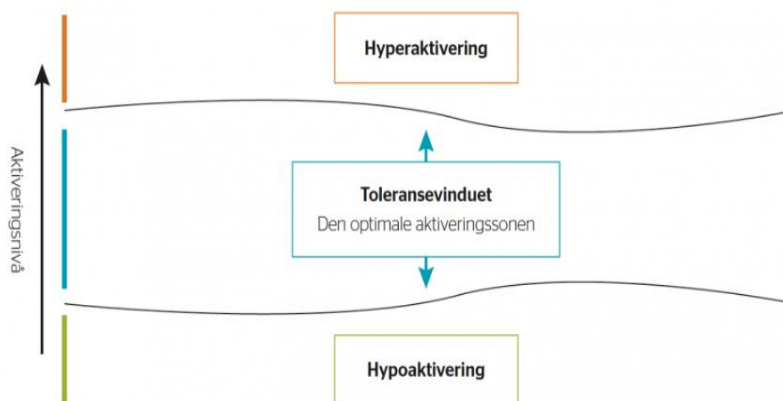 Hyperaktivering
Aktiveringsnivå
Toleransevinduet
Den optimale aktiveringssonen
Hypoaktivering